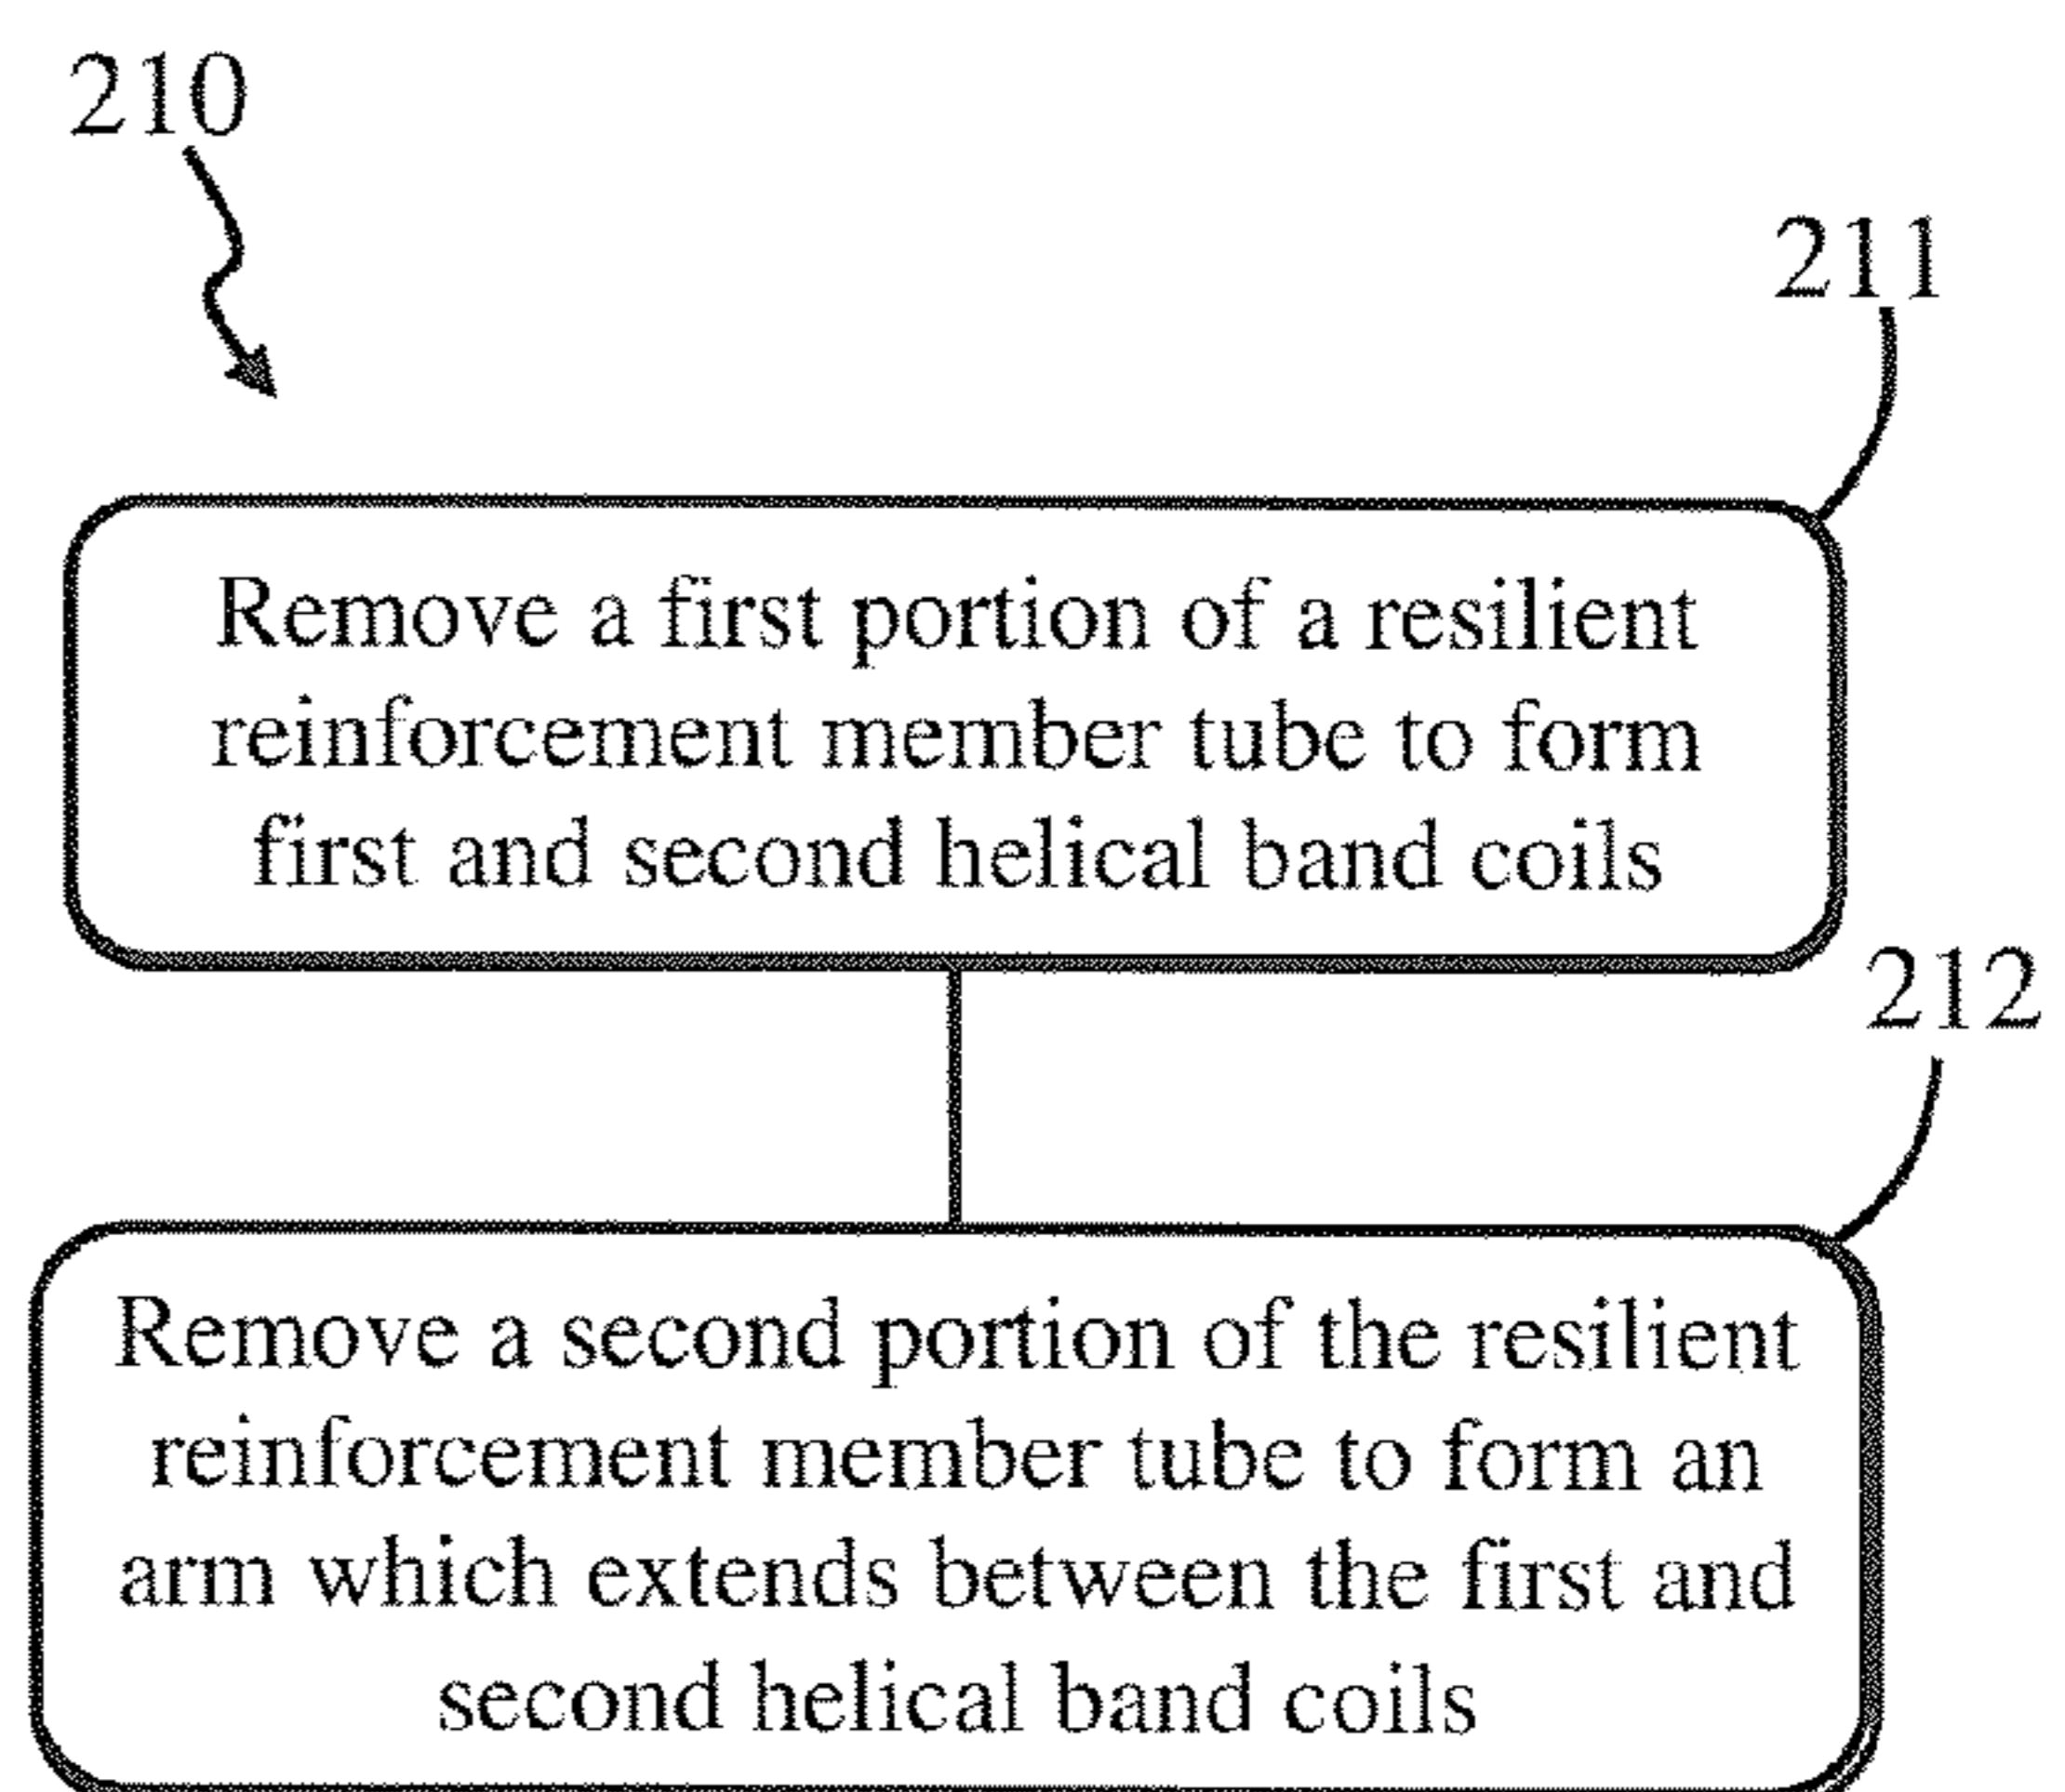 210
211
Remove a first portion of a resilient
reinforcement member tube to form
first and second helical band coils
212
Remove a second portion of the resilient
reinforcement member tube to form an
arm which extends between the first and
second helical band coils